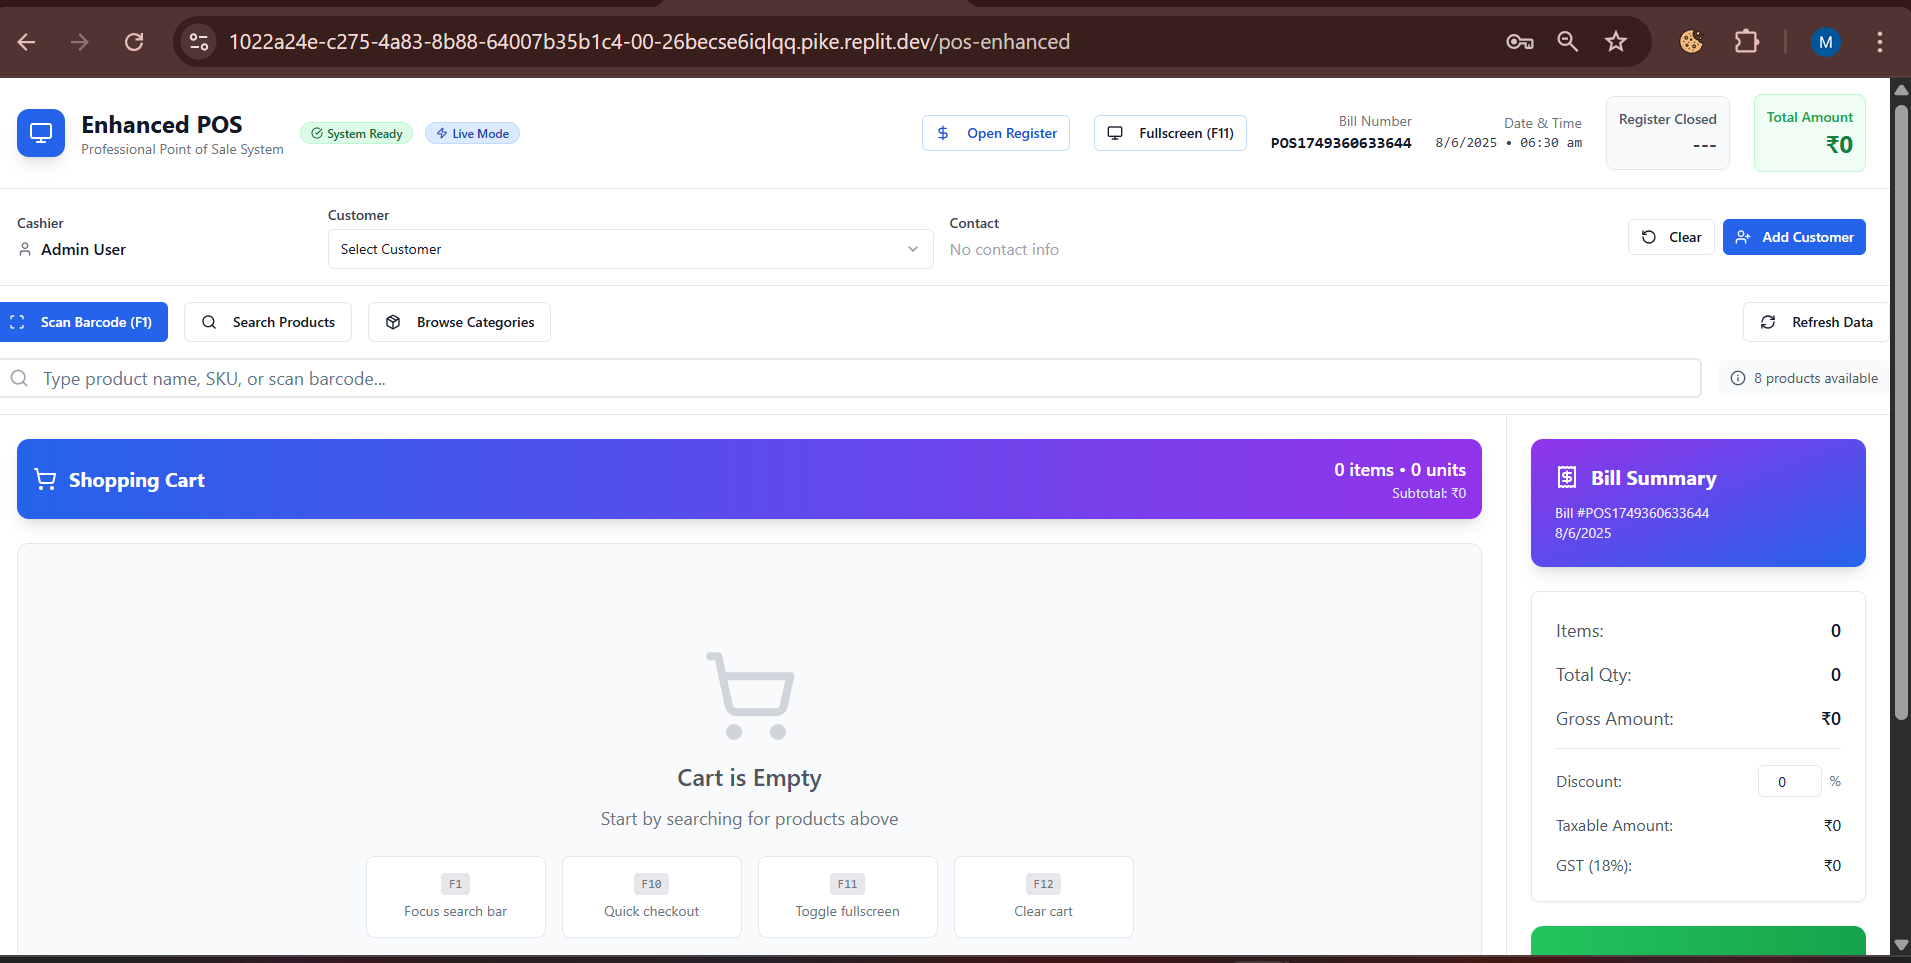 1022a24e-c275-4a83-8b88-64007b35b1c4-00-26becse6iqlqq.pike.replit.dev/pos-enhanced
M
Enhanced POS
Professional Point of Sale System
System Ready
Live Mode
Open Register
Fullscreen (F11)
Bill Number
POS1749360633644
Date & Time
8/6/2025 • 06:30 am
Register Closed
---
Total Amount
₹0
Cashier
Admin User
Customer
Select Customer
Contact
No contact info
Clear
Add Customer
Scan Barcode (F1)
Search Products
Browse Categories
Refresh Data
Type product name, SKU, or scan barcode...
8 products available
Shopping Cart
0 items • 0 units
Subtotal: ₹0
Cart is Empty
Start by searching for products above
F1
Focus search bar
F10
Quick checkout
F11
Toggle fullscreen
F12
Clear cart
Bill Summary
Bill #POS1749360633644
8/6/2025
Items: 0
Total Qty: 0
Gross Amount: ₹0
Discount: 0 %
Taxable Amount: ₹0
GST (18%): ₹0